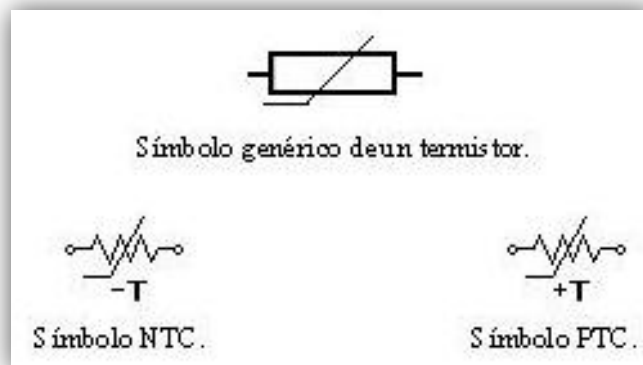 Símbolo genérico deun termistor.
-T +T
Símbolo NTC. Símbolo PTC.